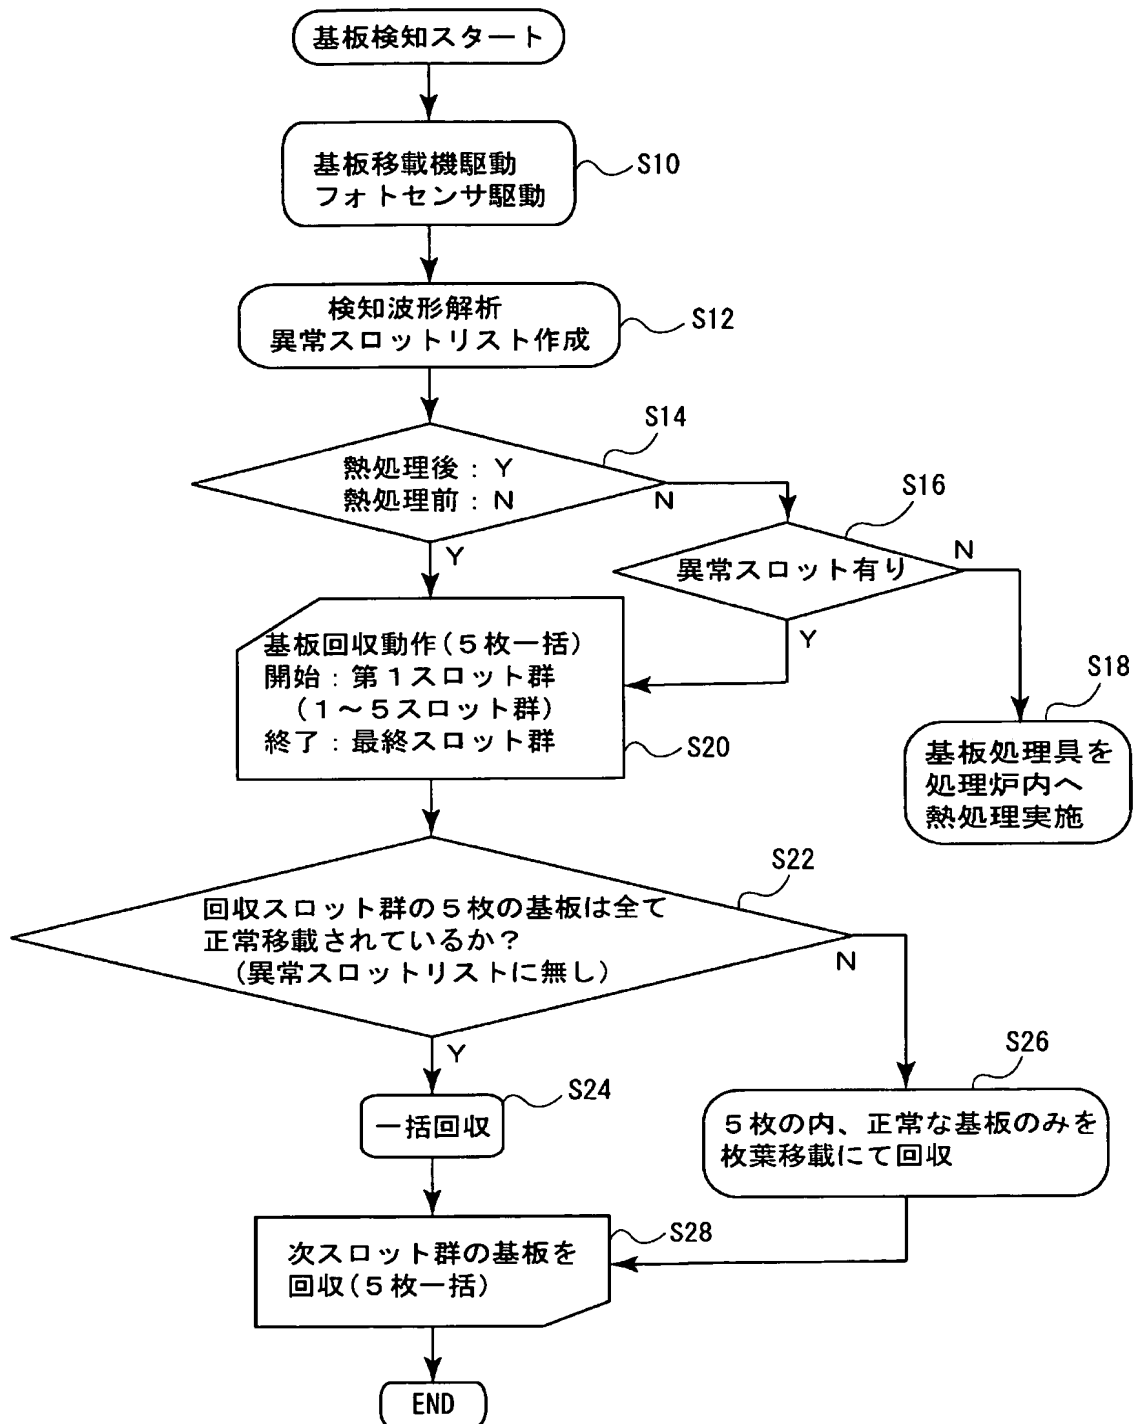 基板検知スタート
基板移載機駆動
フォトセンサ駆動
S10
検知波形解析
異常スロットリスト作成
S12
S14
熱処理後：Y
熱処理前：N
N
Y
S16
異常スロット有り
N
Y
S18
基板処理具を
処理炉内へ
熱処理実施
基板回収動作(5枚一括)
開始：第1スロット群
(1～5スロット群)
終了：最終スロット群
S20
S22
回収スロット群の5枚の基板は全て
正常移載されているか？
(異常スロットリストに無し)
N
Y
S24
一括回収
S26
5枚の内、正常な基板のみを
枚葉移載にて回収
S28
次スロット群の基板を
回収(5枚一括)
END